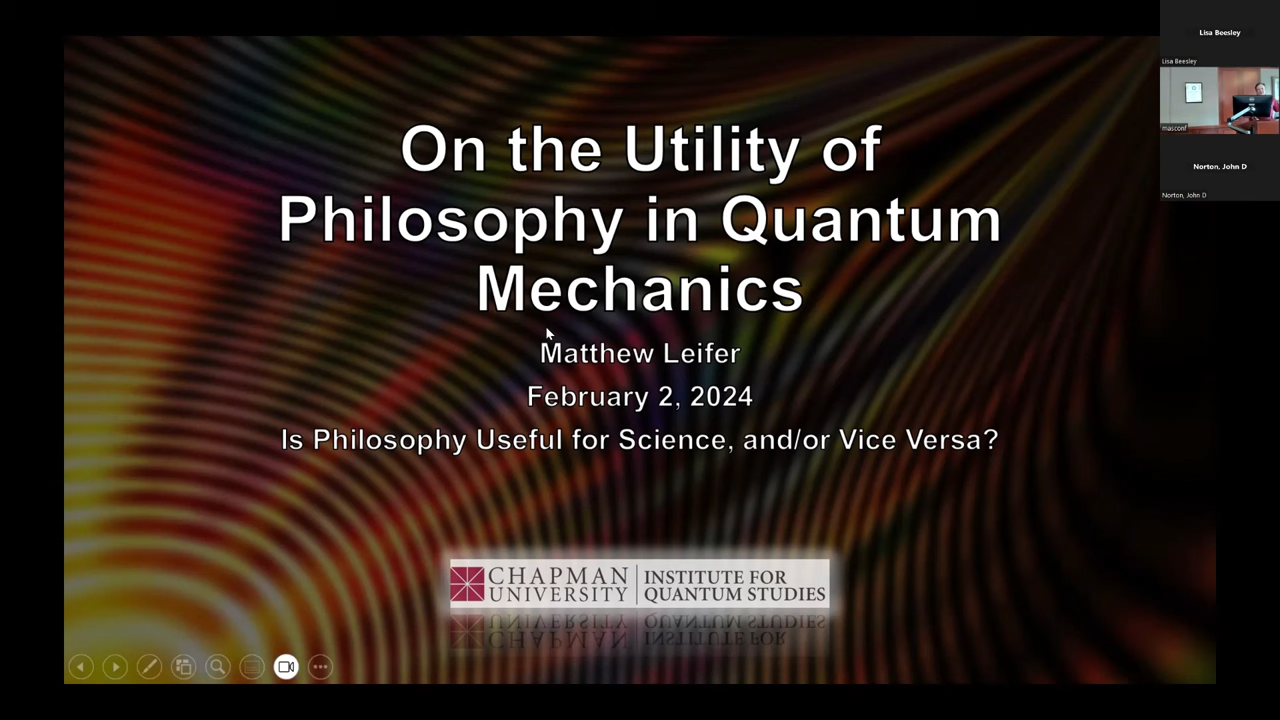 On the Utility of
Philosophy in Quantum
Mechanics
Matthew Leifer
February 2, 2024
Is Philosophy Useful for Science, and/or Vice Versa?
CHAPMAN
UNIVERSITY
INSTITUTE FOR
QUANTUM STUDIES
Lisa Beesley
Lisa Beesley
masconf
Norton, John D
Norton, John D